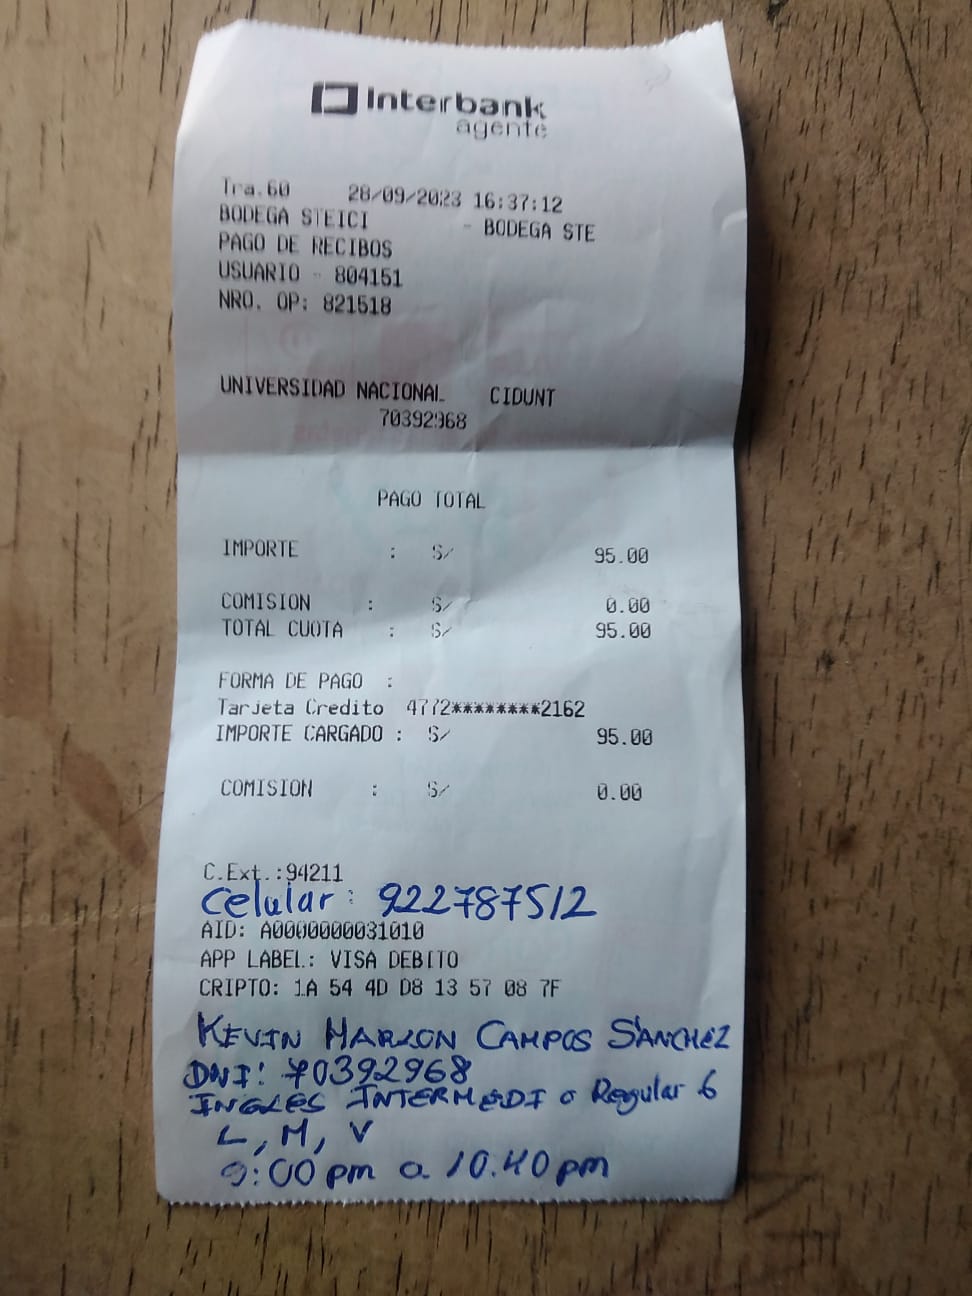 Interbank
agente
Tra.60 28/09/2023 16:37:12
BODEGA STEICI - BODEGA STE
PAGO DE RECIBOS
USUARIO - 804151
NRO. OP: 821518
UNIVERSIDAD NACIONAL CIDUNT
70392968
PAGO TOTAL
IMPORTE : S/ 95.00
COMISION : S/ 0.00
TOTAL CUOTA : S/ 95.00
FORMA DE PAGO :
Tarjeta Credito 4772********2162
IMPORTE CARGADO : S/ 95.00
COMISION : S/ 0.00
C.Ext.:94211
Celular: 922787512
AID: A0000000031010
APP LABEL: VISA DEBITO
CRIPTO: 1A 54 4D D8 13 57 08 7F
KEVIN MARLON CAMPOS SANCHEZ
DNI: 70392968
INGLES INTERMEDIO Regular 6
L, M, V
9:00 pm a 10.40 pm